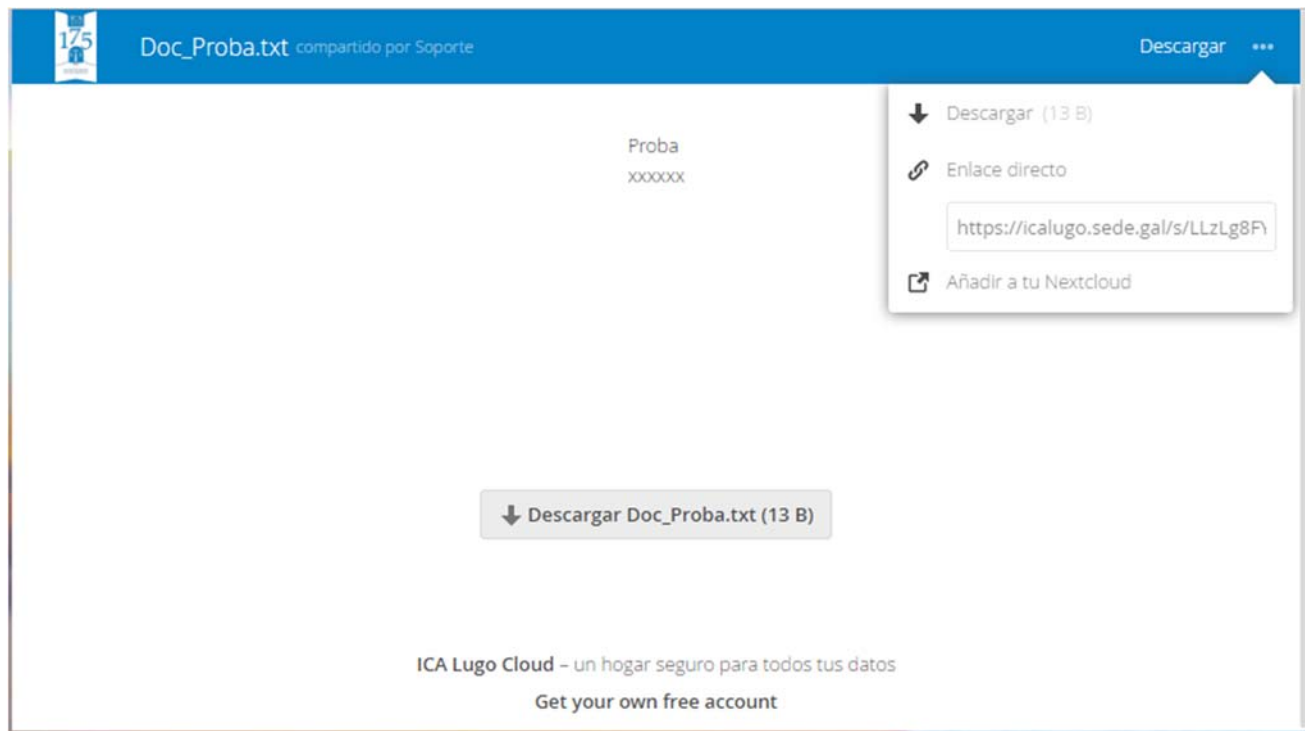 ICA
175
Doc_Proba.txt compartido por Soporte
Descargar
Descargar (13 B)
Proba
xxxxxx
Enlace directo
https://icalugo.sede.gal/s/LLzLg8F
Añadir a tu Nextcloud
Descargar Doc_Proba.txt (13 B)
ICA Lugo Cloud – un hogar seguro para todos tus datos
Get your own free account